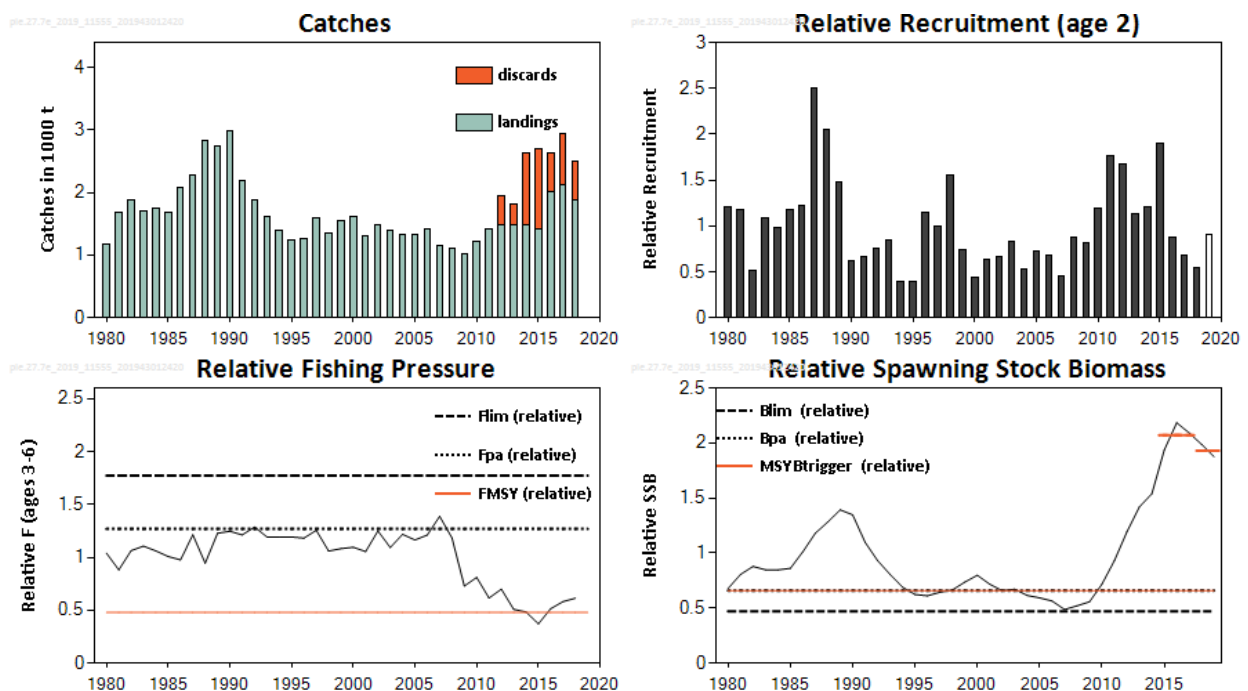 pie.27.7e_2019_11555_201943012420
Catches
Catches in 1000 t
4
3
2
1
0
discards
landings
1980 1985 1990 1995 2000 2005 2010 2015 2020
pie.27.7e_2019_11555_201943012420
Relative Recruitment (age 2)
Relative Recruitment
3
2.5
2
1.5
1
0.5
0
1980 1985 1990 1995 2000 2005 2010 2015 2020
pie.27.7e_2019_11555_201943012420
Relative Fishing Pressure
Relative F (ages 3-6)
2.5
2
1.5
1
0.5
0
Flim (relative)
Fpa (relative)
FMSY (relative)
1980 1985 1990 1995 2000 2005 2010 2015 2020
pie.27.7e_2019_11555_201943012420
Relative Spawning Stock Biomass
Relative SSB
2.5
2
1.5
1
0.5
0
Blim (relative)
Bpa (relative)
MSYBtrigger (relative)
1980 1985 1990 1995 2000 2005 2010 2015 2020